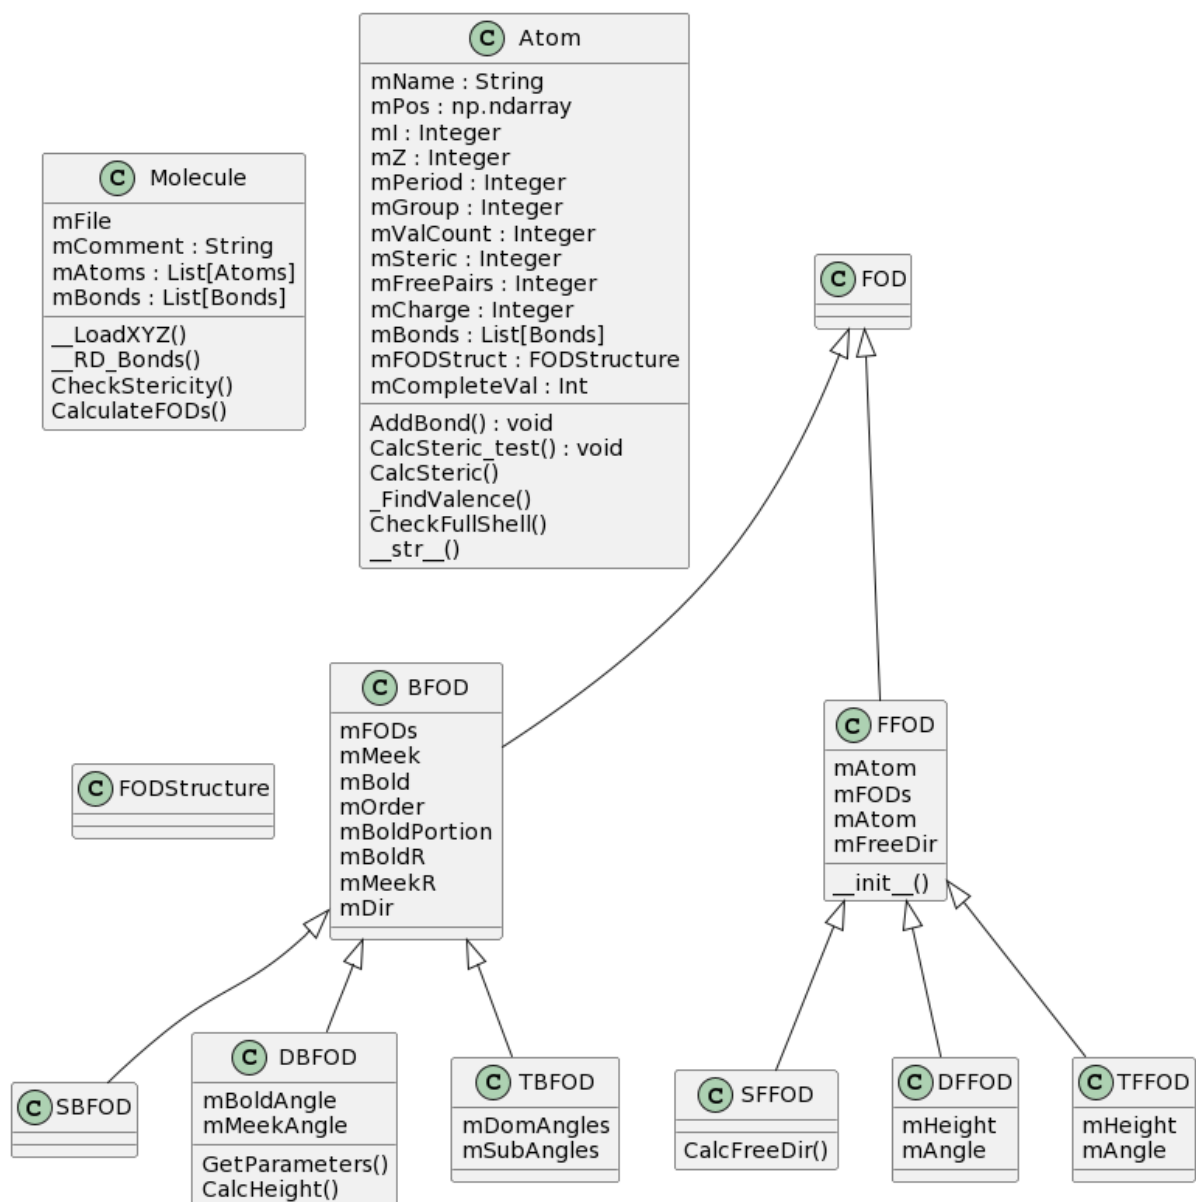 C Atom
mName : String
mPos : np.ndarray
mI : Integer
mZ : Integer
mPeriod : Integer
mGroup : Integer
mValCount : Integer
mSteric : Integer
mFreePairs : Integer
mCharge : Integer
mBonds : List[Bonds]
mFODStruct : FODStructure
mCompleteVal : Int
AddBond() : void
CalcSteric_test() : void
CalcSteric()
_FindValence()
CheckFullShell()
__str__()
C Molecule
mFile
mComment : String
mAtoms : List[Atoms]
mBonds : List[Bonds]
__LoadXYZ()
__RD_Bonds()
CheckStericity()
CalculateFODs()
C FOD
C BFOD
mFODs
mMeek
mBold
mOrder
mBoldPortion
mBoldR
mMeekR
mDir
C FFOD
mAtom
mFODs
mAtom
mFreeDir
__init__()
C FODStructure
C SBFOD
C DBFOD
mBoldAngle
mMeekAngle
GetParameters()
CalcHeight()
C TBFOD
mDomAngles
mSubAngles
C SFFOD
CalcFreeDir()
C DFFOD
mHeight
mAngle
C TFFOD
mHeight
mAngle